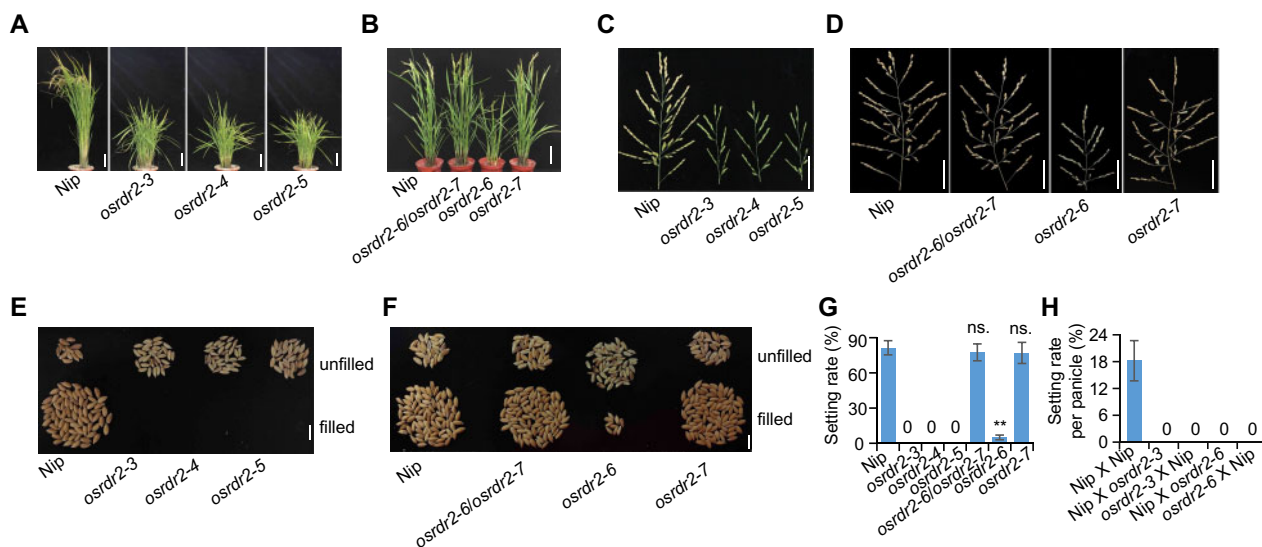 A
Nip
osrdr2-3
osrdr2-4
osrdr2-5
B
Nip
osrdr2-6/osrdr2-7
osrdr2-6
osrdr2-7
C
Nip
osrdr2-3
osrdr2-4
osrdr2-5
D
Nip
osrdr2-6/osrdr2-7
osrdr2-6
osrdr2-7
E
unfilled
filled
Nip
osrdr2-3
osrdr2-4
osrdr2-5
F
unfilled
filled
Nip
osrdr2-6/osrdr2-7
osrdr2-6
osrdr2-7
G
Setting rate (%)
90
60
30
0
0 0 0
ns.
**
ns.
Nip
osrdr2-3
osrdr2-4
osrdr2-5
osrdr2-6/osrdr2-7
osrdr2-6
osrdr2-7
H
Setting rate
per panicle (%)
24
18
12
6
0
0 0 0 0
Nip X Nip
Nip X osrdr2-3
osrdr2-3 X Nip
Nip X osrdr2-6
osrdr2-6 X Nip